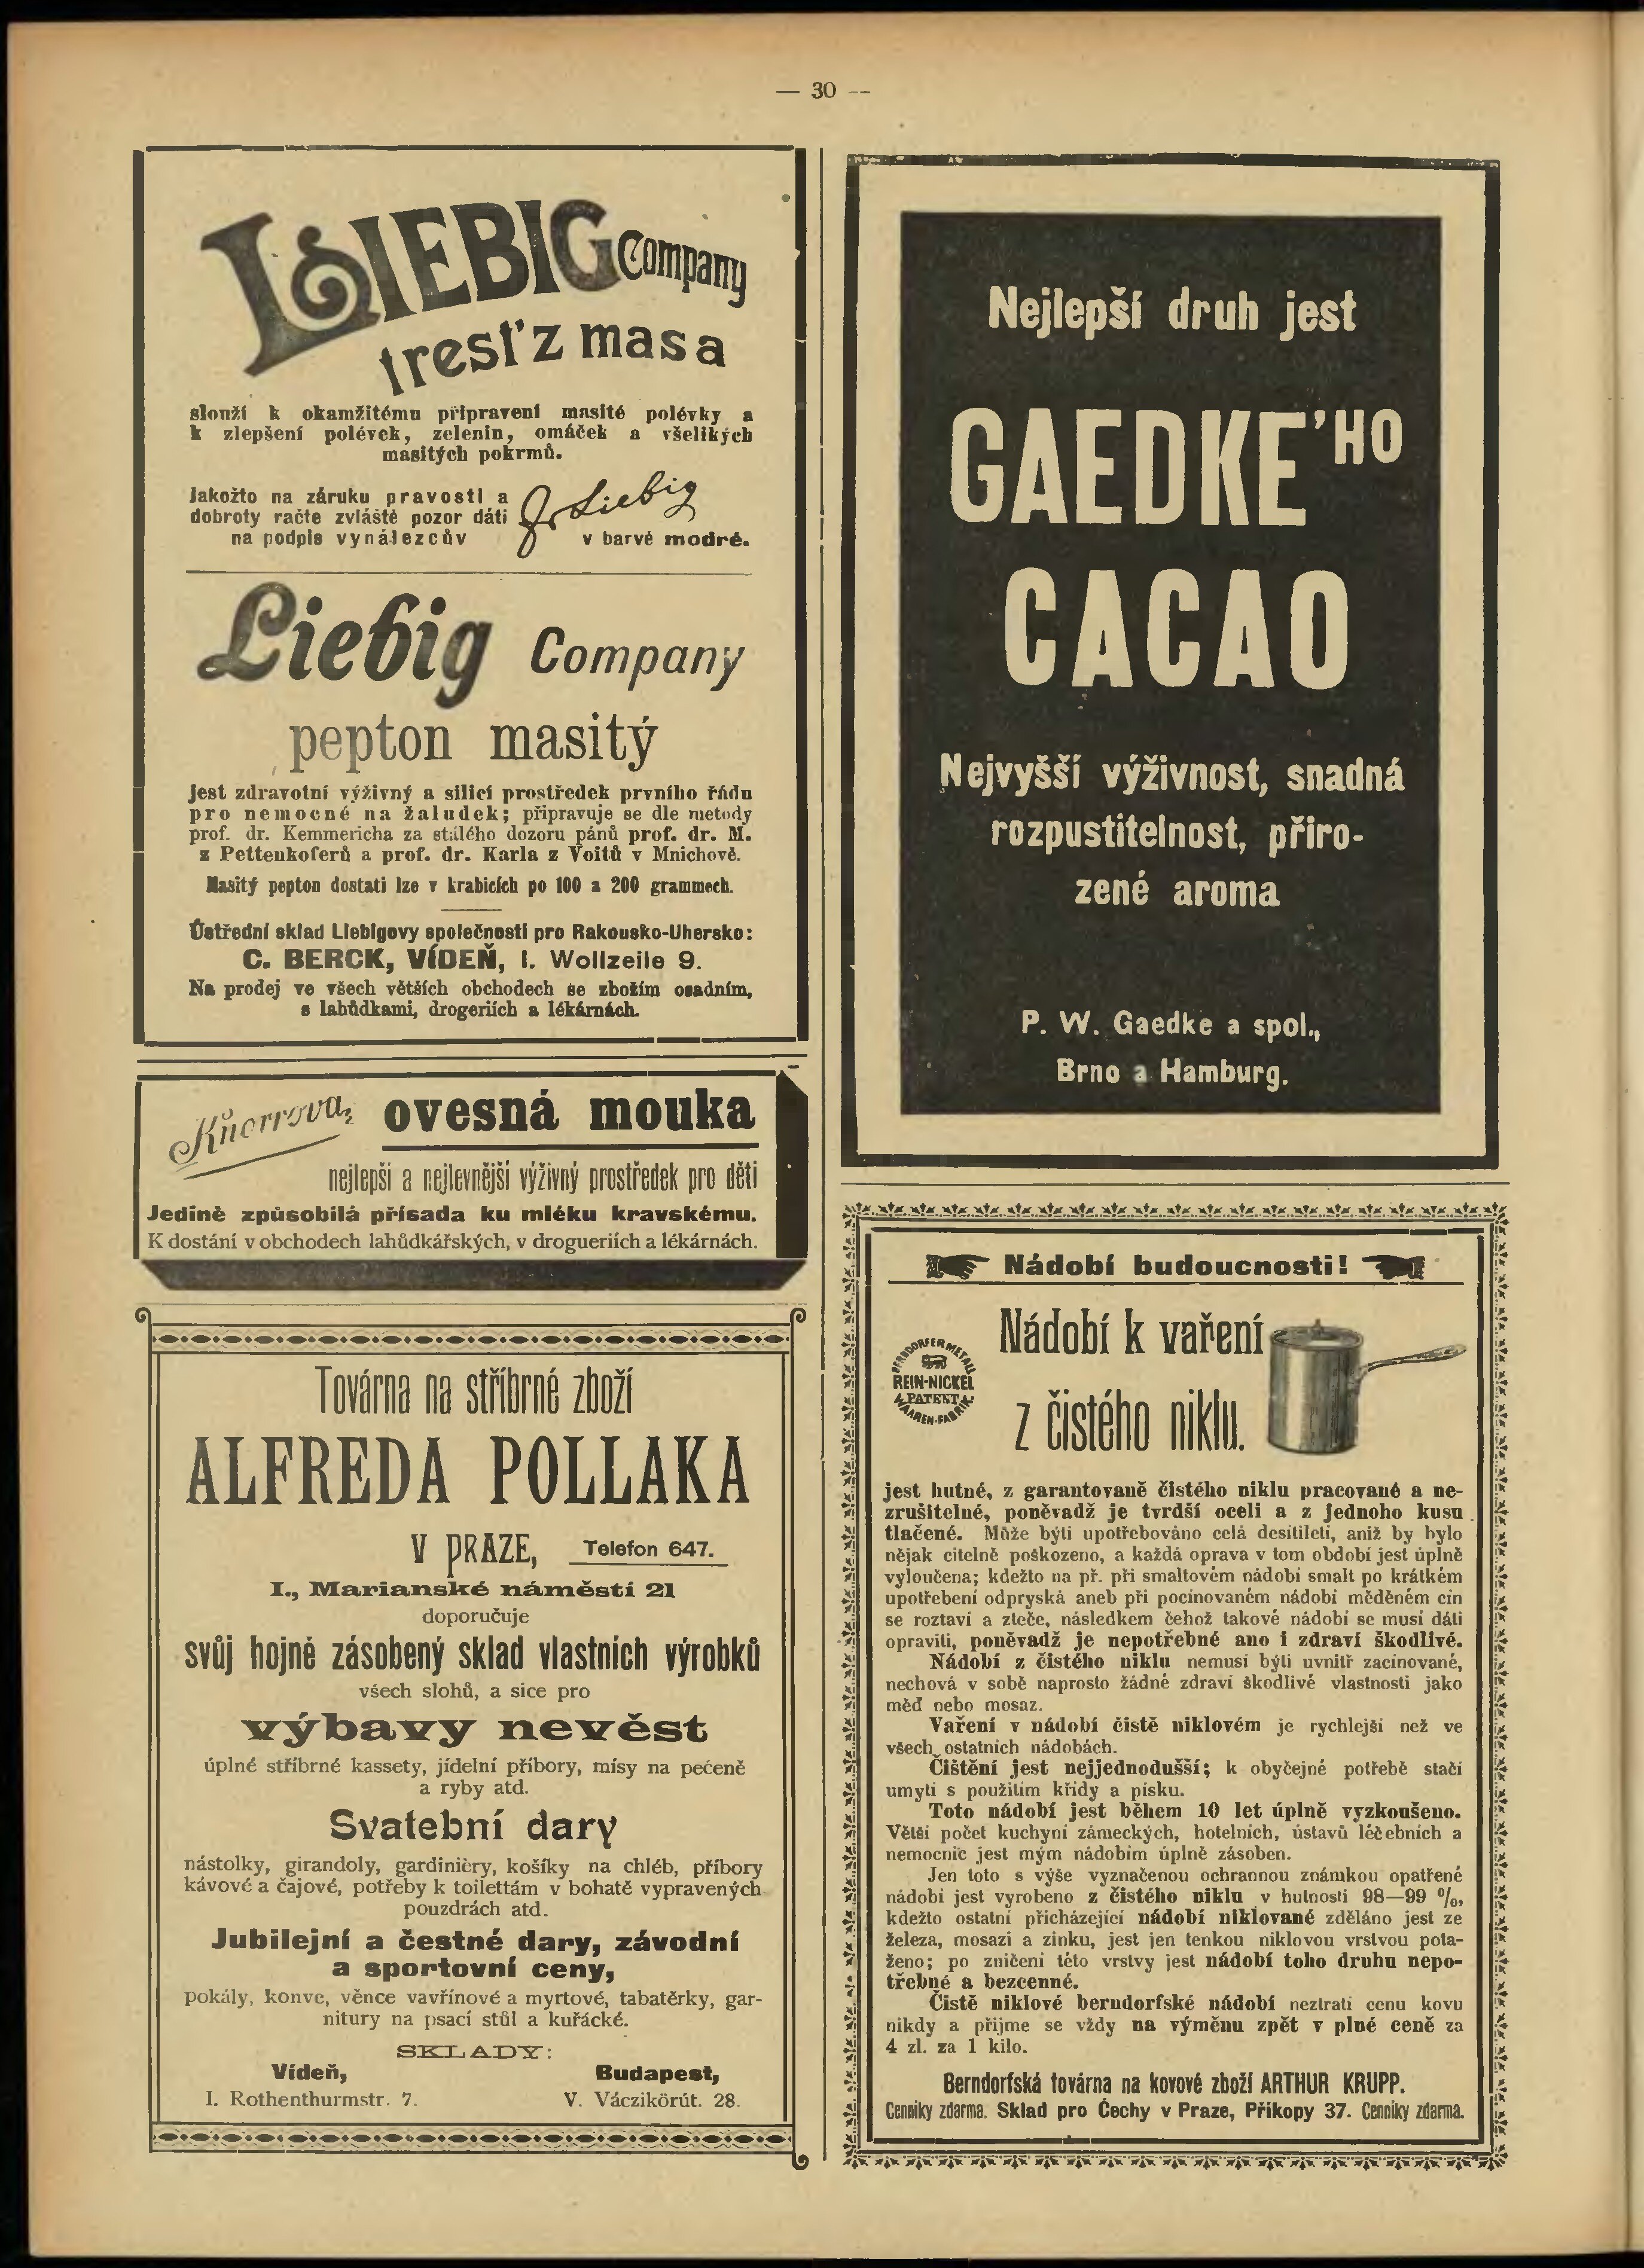 — 30 —
LIEBIG Company
tresť z masa
slouží k okamžitému připravení masité polévky a
k zlepšení polévek, zelenin, omáček a všelikých
masitých pokrmů.
Jakožto na záruku pravosti a
dobroty račte zvláště pozor dáti
na podpis vynálezcův
J. v. Liebig
v barvě modré.
Liebig Company
pepton masitý
jest zdravotní výživný a sílící prostředek prvního řádu
pro nemocné na žaludek; připravuje se dle metody
prof. dr. Kemmericha za stálého dozoru pánů prof. dr. M.
z Pettenkoferů a prof. dr. Karla z Voitů v Mnichově.
Masitý pepton dostati lze v krabicích po 100 a 200 grammech.
Ústřední sklad Liebigovy společnosti pro Rakousko-Uhersko:
C. BERCK, VÍDEŇ, I. Wollzeile 9.
Na prodej ve všech větších obchodech se zbožím osadním,
s lahůdkami, drogeriích a lékárnách.
Knorrova ovesná mouka
nejlepší a nejlevnější výživný prostředek pro děti
Jedině způsobilá přísada ku mléku kravskému.
K dostání v obchodech lahůdkářských, v drogueriích a lékárnách.
Továrna na stříbrné zboží
ALFREDA POLLAKA
V PRAZE, Telefon 647.
I., Marianské náměstí 21
doporučuje
svůj hojně zásobený sklad vlastních výrobků
všech slohů, a sice pro
výbavy nevěst
úplné stříbrné kassety, jídelní příbory, mísy na pečeně
a ryby atd.
Svatební dary
nástolky, girandoly, gardinièry, košíky na chléb, příbory
kávové a čajové, potřeby k toilettám v bohatě vypravených
pouzdrách atd.
Jubilejní a čestné dary, závodní
a sportovní ceny,
pokály, konve, věnce vavřínové a myrtové, tabatěrky, gar-
nitury na psací stůl a kuřácké.
SKLADY:
Vídeň, Budapest,
I. Rothenthurmstr. 7. V. Váczikörút. 28.
Nejlepší druh jest
GAEDKE'HO
CACAO
Nejvyšší výživnost, snadná
rozpustitelnost, přiro-
zené aroma
P. W. Gaedke a spol.,
Brno a Hamburg.
Nádobí budoucnosti!
Nádobí k vaření
z čistého niklu.
BERNDORFER METALL
REIN-NICKEL
PATENT
WAAREN-FABRIK
jest hutné, z garantovaně čistého niklu pracované a ne-
zrušitelné, poněvadž je tvrdší oceli a z jednoho kusu
tlačené. Může býti upotřebováno celá desítiletí, aniž by bylo
nějak citelně poškozeno, a každá oprava v tom období jest úplně
vyloučena; kdežto na př. při smaltovém nádobí smalt po krátkém
upotřebení odpryská aneb při pocínovaném nádobí měděném cín
se roztaví a zteče, následkem čehož takové nádobí se musí dáti
opraviti, poněvadž je nepotřebné ano i zdraví škodlivé.
Nádobí z čistého niklu nemusí býti uvnitř zacínované,
nechová v sobě naprosto žádné zdraví škodlivé vlastnosti jako
měď nebo mosaz.
Vaření v nádobí čistě niklovém je rychlejší než ve
všech ostatních nádobách.
Čištění jest nejjednodušší; k obyčejné potřebě stačí
umytí s použitím křídy a písku.
Toto nádobí jest během 10 let úplně vyzkoušeno.
Větší počet kuchyní zámeckých, hotelních, ústavů léčebních a
nemocnic jest mým nádobím úplně zásoben.
Jen toto s výše vyznačenou ochrannou známkou opatřené
nádobí jest vyrobeno z čistého niklu v hutnosti 98—99 %,
kdežto ostatní přicházející nádobí niklované zděláno jest ze
železa, mosazi a zinku, jest jen tenkou niklovou vrstvou pota-
ženo; po zničení této vrstvy jest nádobí toho druhu nepo-
třebné a bezcenné.
Čistě niklové berndorfské nádobí neztratí cenu kovu
nikdy a přijme se vždy na výměnu zpět v plné ceně za
4 zl. za 1 kilo.
Berndorfská továrna na kovové zboží ARTHUR KRUPP.
Cenníky zdarma. Sklad pro Čechy v Praze, Příkopy 37. Cenníky zdarma.